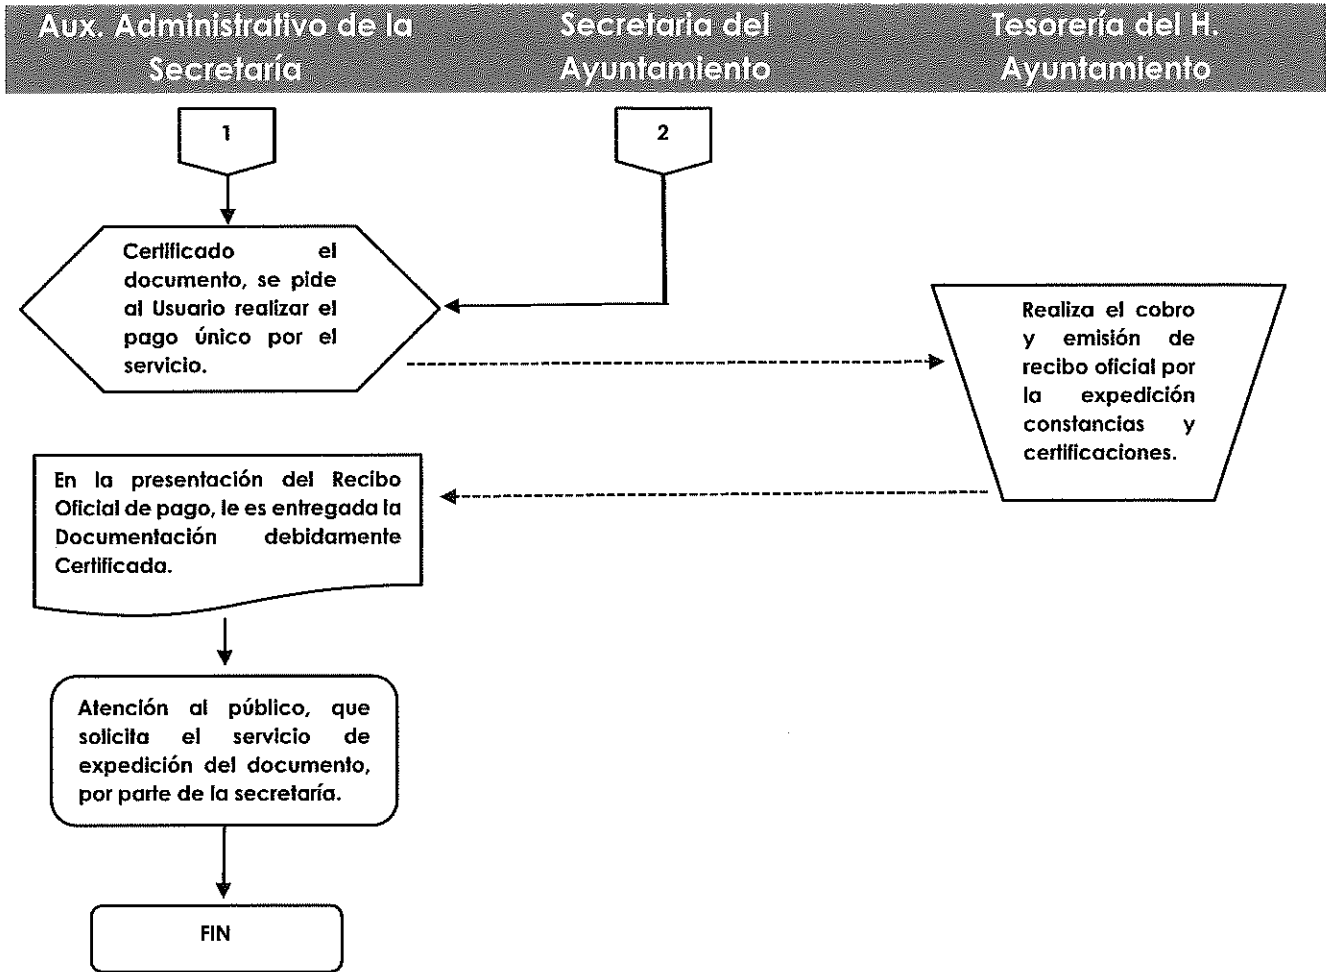 Aux. Administrativo de la
Secretaría
Secretaria del
Ayuntamiento
Tesorería del H.
Ayuntamiento
1
2
Certificado el
documento, se pide
al Usuario realizar el
pago único por el
servicio.
Realiza el cobro
y emisión de
recibo oficial por
la expedición
constancias y
certificaciones.
En la presentación del Recibo
Oficial de pago, le es entregada la
Documentación debidamente
Certificada.
Atención al público, que
solicita el servicio de
expedición del documento,
por parte de la secretaría.
FIN